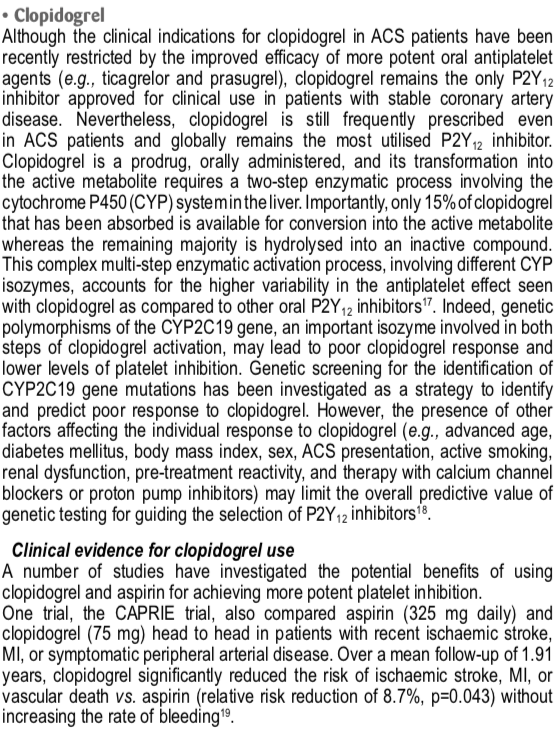 • Clopidogrel
Although the clinical indications for clopidogrel in ACS patients have been
recently restricted by the improved efficacy of more potent oral antiplatelet
agents (e.g., ticagrelor and prasugrel), clopidogrel remains the only P2Y₁₂
inhibitor approved for clinical use in patients with stable coronary artery
disease. Nevertheless, clopidogrel is still frequently prescribed even
in ACS patients and globally remains the most utilised P2Y₁₂ inhibitor.
Clopidogrel is a prodrug, orally administered, and its transformation into
the active metabolite requires a two-step enzymatic process involving the
cytochrome P450 (CYP) system in the liver. Importantly, only 15% of clopidogrel
that has been absorbed is available for conversion into the active metabolite
whereas the remaining majority is hydrolysed into an inactive compound.
This complex multi-step enzymatic activation process, involving different CYP
isozymes, accounts for the higher variability in the antiplatelet effect seen
with clopidogrel as compared to other oral P2Y₁₂ inhibitors¹⁷. Indeed, genetic
polymorphisms of the CYP2C19 gene, an important isozyme involved in both
steps of clopidogrel activation, may lead to poor clopidogrel response and
lower levels of platelet inhibition. Genetic screening for the identification of
CYP2C19 gene mutations has been investigated as a strategy to identify
and predict poor response to clopidogrel. However, the presence of other
factors affecting the individual response to clopidogrel (e.g., advanced age,
diabetes mellitus, body mass index, sex, ACS presentation, active smoking,
renal dysfunction, pre-treatment reactivity, and therapy with calcium channel
blockers or proton pump inhibitors) may limit the overall predictive value of
genetic testing for guiding the selection of P2Y₁₂ inhibitors¹⁸.
Clinical evidence for clopidogrel use
A number of studies have investigated the potential benefits of using
clopidogrel and aspirin for achieving more potent platelet inhibition.
One trial, the CAPRIE trial, also compared aspirin (325 mg daily) and
clopidogrel (75 mg) head to head in patients with recent ischaemic stroke,
MI, or symptomatic peripheral arterial disease. Over a mean follow-up of 1.91
years, clopidogrel significantly reduced the risk of ischaemic stroke, MI, or
vascular death vs. aspirin (relative risk reduction of 8.7%, p=0.043) without
increasing the rate of bleeding¹⁹.